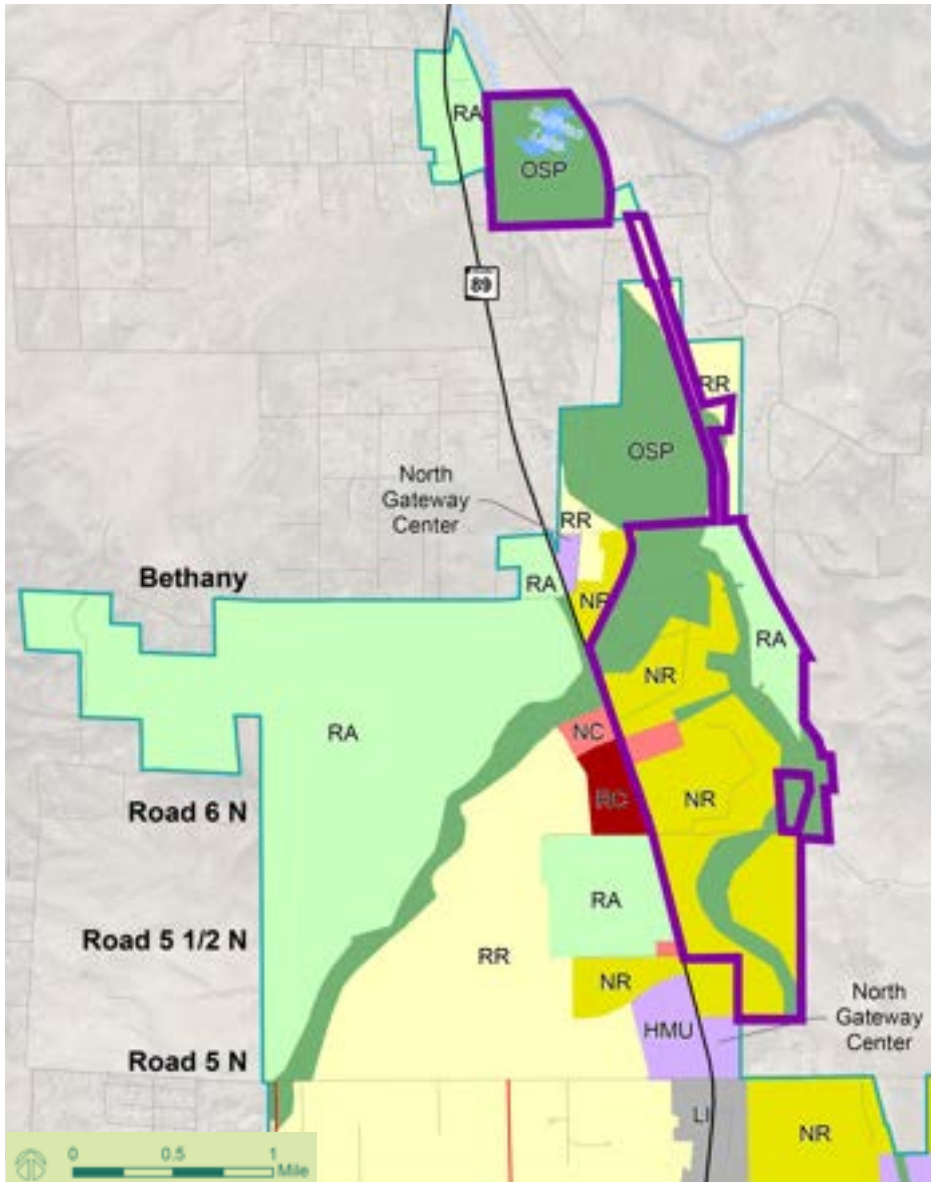 RA
OSP
89
RR
OSP
North
Gateway
Center
RR
Bethany
RA
NR
RA
NR
RA
NC
Road 6 N
RC
NR
RA
Road 5 1/2 N
RR
NR
North
Gateway
Center
HMU
Road 5 N
LI
NR
0 0.5 1
Mile